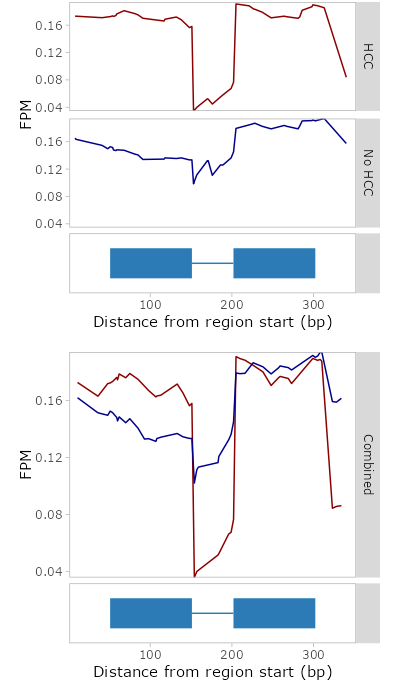 0.16
0.12
0.08
0.04
HCC
FPM
0.16
0.12
0.08
0.04
No HCC
100 200 300
Distance from region start (bp)
0.16
0.12
0.08
0.04
FPM
Combined
100 200 300
Distance from region start (bp)